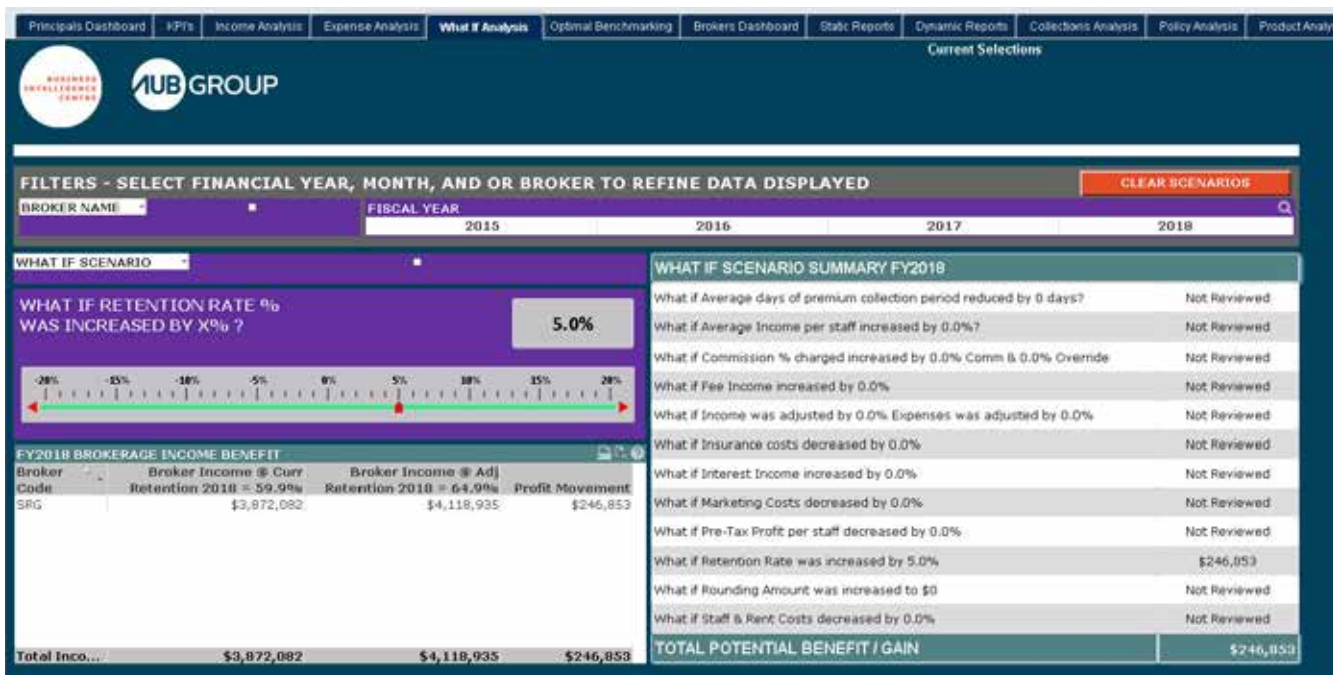 Principals Dashboard KPI's Income Analysis Expense Analysis What If Analysis Optimal Benchmarking Brokers Dashboard Static Reports Dynamic Reports Collections Analysis Policy Analysis Product Analy
Current Selections
BUSINESS
INTELLIGENCE
CENTRE
AUB GROUP
FILTERS - SELECT FINANCIAL YEAR, MONTH, AND OR BROKER TO REFINE DATA DISPLAYED
CLEAR SCENARIOS
BROKER NAME
FISCAL YEAR
2015 2016 2017 2018
WHAT IF SCENARIO
WHAT IF RETENTION RATE %
WAS INCREASED BY X% ?
5.0%
-20% -15% -10% -5% 0% 5% 10% 15% 20%
FY2018 BROKERAGE INCOME BENEFIT
Broker Broker Income @ Curr Broker Income @ Adj
Code Retention 2018 = 59.9% Retention 2018 = 64.9% Profit Movement
SRG $3,872,082 $4,118,935 $246,853
Total Inco... $3,872,082 $4,118,935 $246,853
WHAT IF SCENARIO SUMMARY FY2018
What if Average days of premium collection period reduced by 0 days? Not Reviewed
What if Average Income per staff increased by 0.0%? Not Reviewed
What if Commission % charged increased by 0.0% Comm & 0.0% Override Not Reviewed
What if Fee Income increased by 0.0% Not Reviewed
What if Income was adjusted by 0.0% Expenses was adjusted by 0.0% Not Reviewed
What if Insurance costs decreased by 0.0% Not Reviewed
What if Interest Income increased by 0.0% Not Reviewed
What if Marketing Costs decreased by 0.0% Not Reviewed
What if Pre-Tax Profit per staff decreased by 0.0% Not Reviewed
What if Retention Rate was increased by 5.0% $246,853
What if Rounding Amount was increased to $0 Not Reviewed
What if Staff & Rent Costs decreased by 0.0% Not Reviewed
TOTAL POTENTIAL BENEFIT / GAIN $246,853